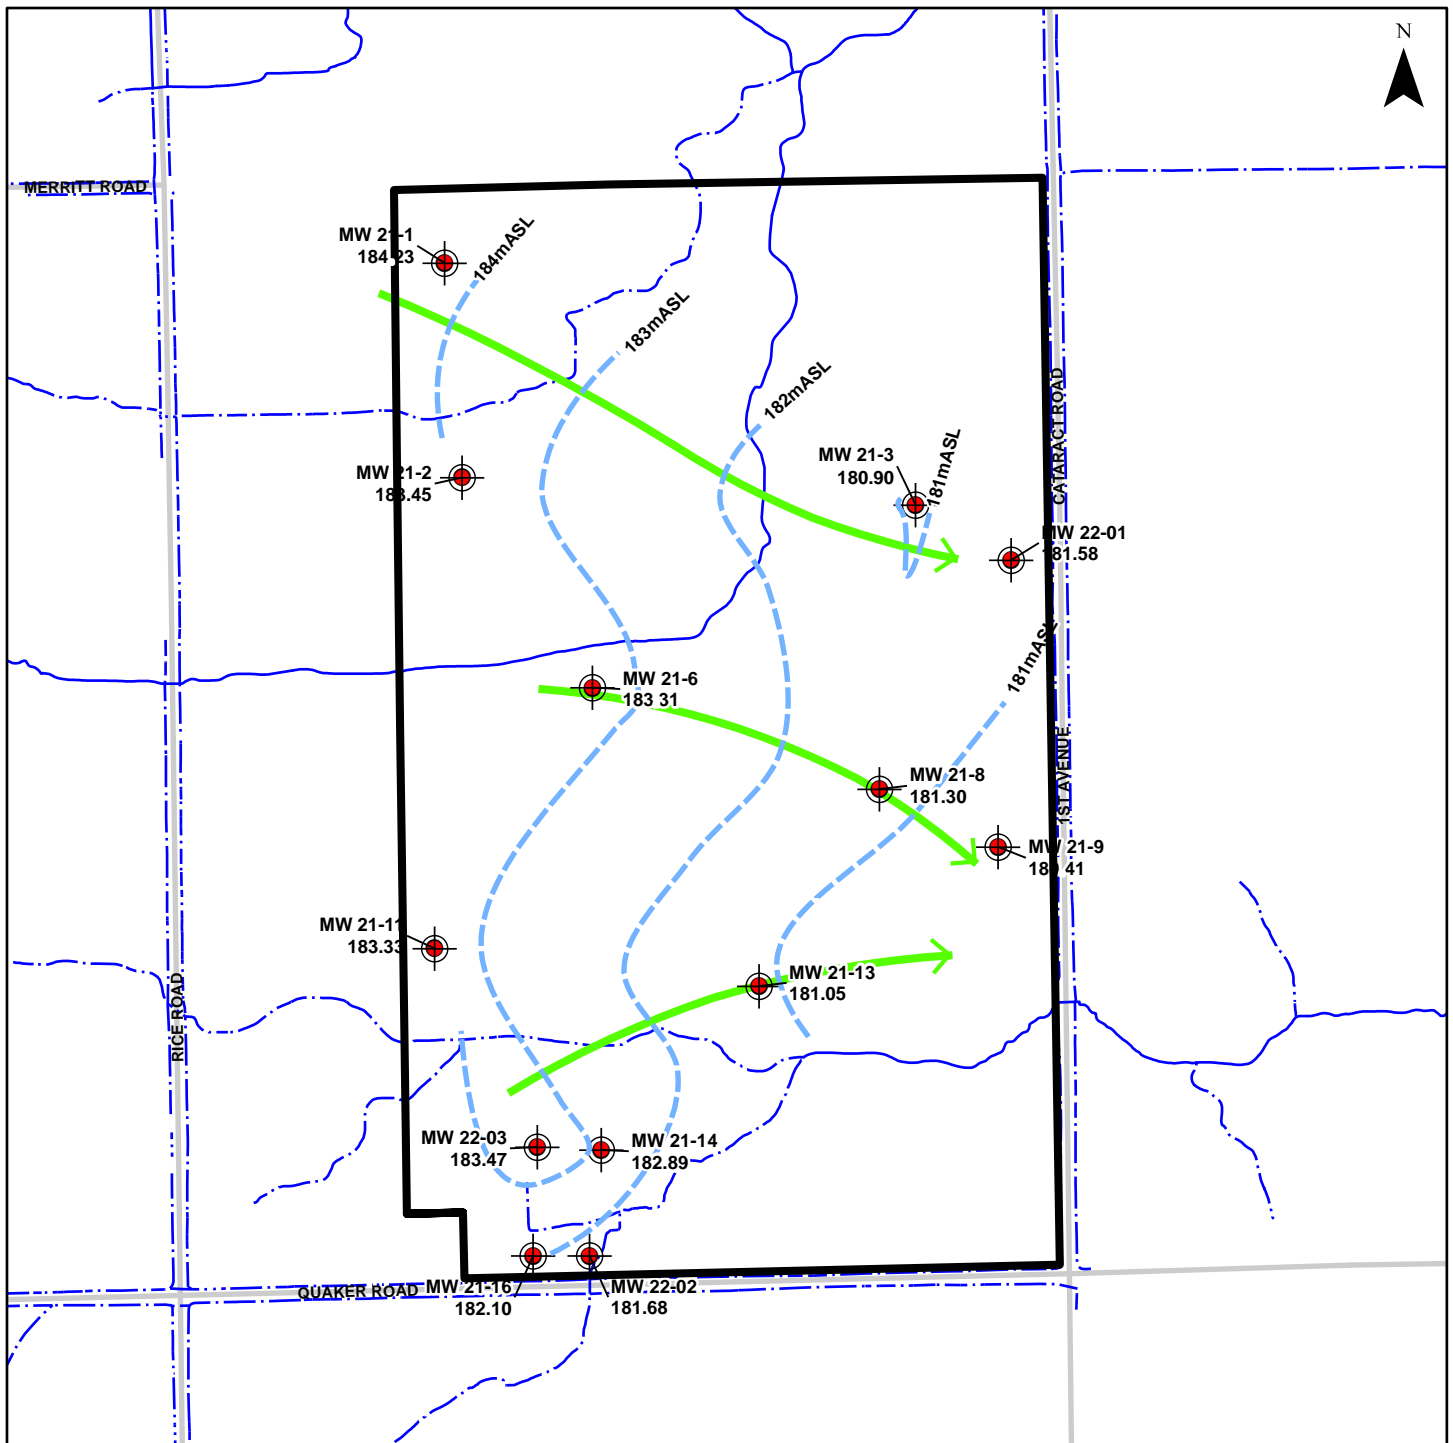 N
MERRITT ROAD
MW 21-1
184.23
184mASL
183mASL
182mASL
CATARACT ROAD
MW 21-3
180.90
181mASL
MW 21-2
183.45
MW 22-01
181.58
181mASL
MW 21-6
183 31
1ST AVENUE
MW 21-8
181.30
MW 21-9
180 41
MW 21-11
183.33
RICE ROAD
MW 21-13
181.05
MW 22-03
183.47
MW 21-14
182.89
QUAKER ROAD
MW 21-16
182.10
MW 22-02
181.68